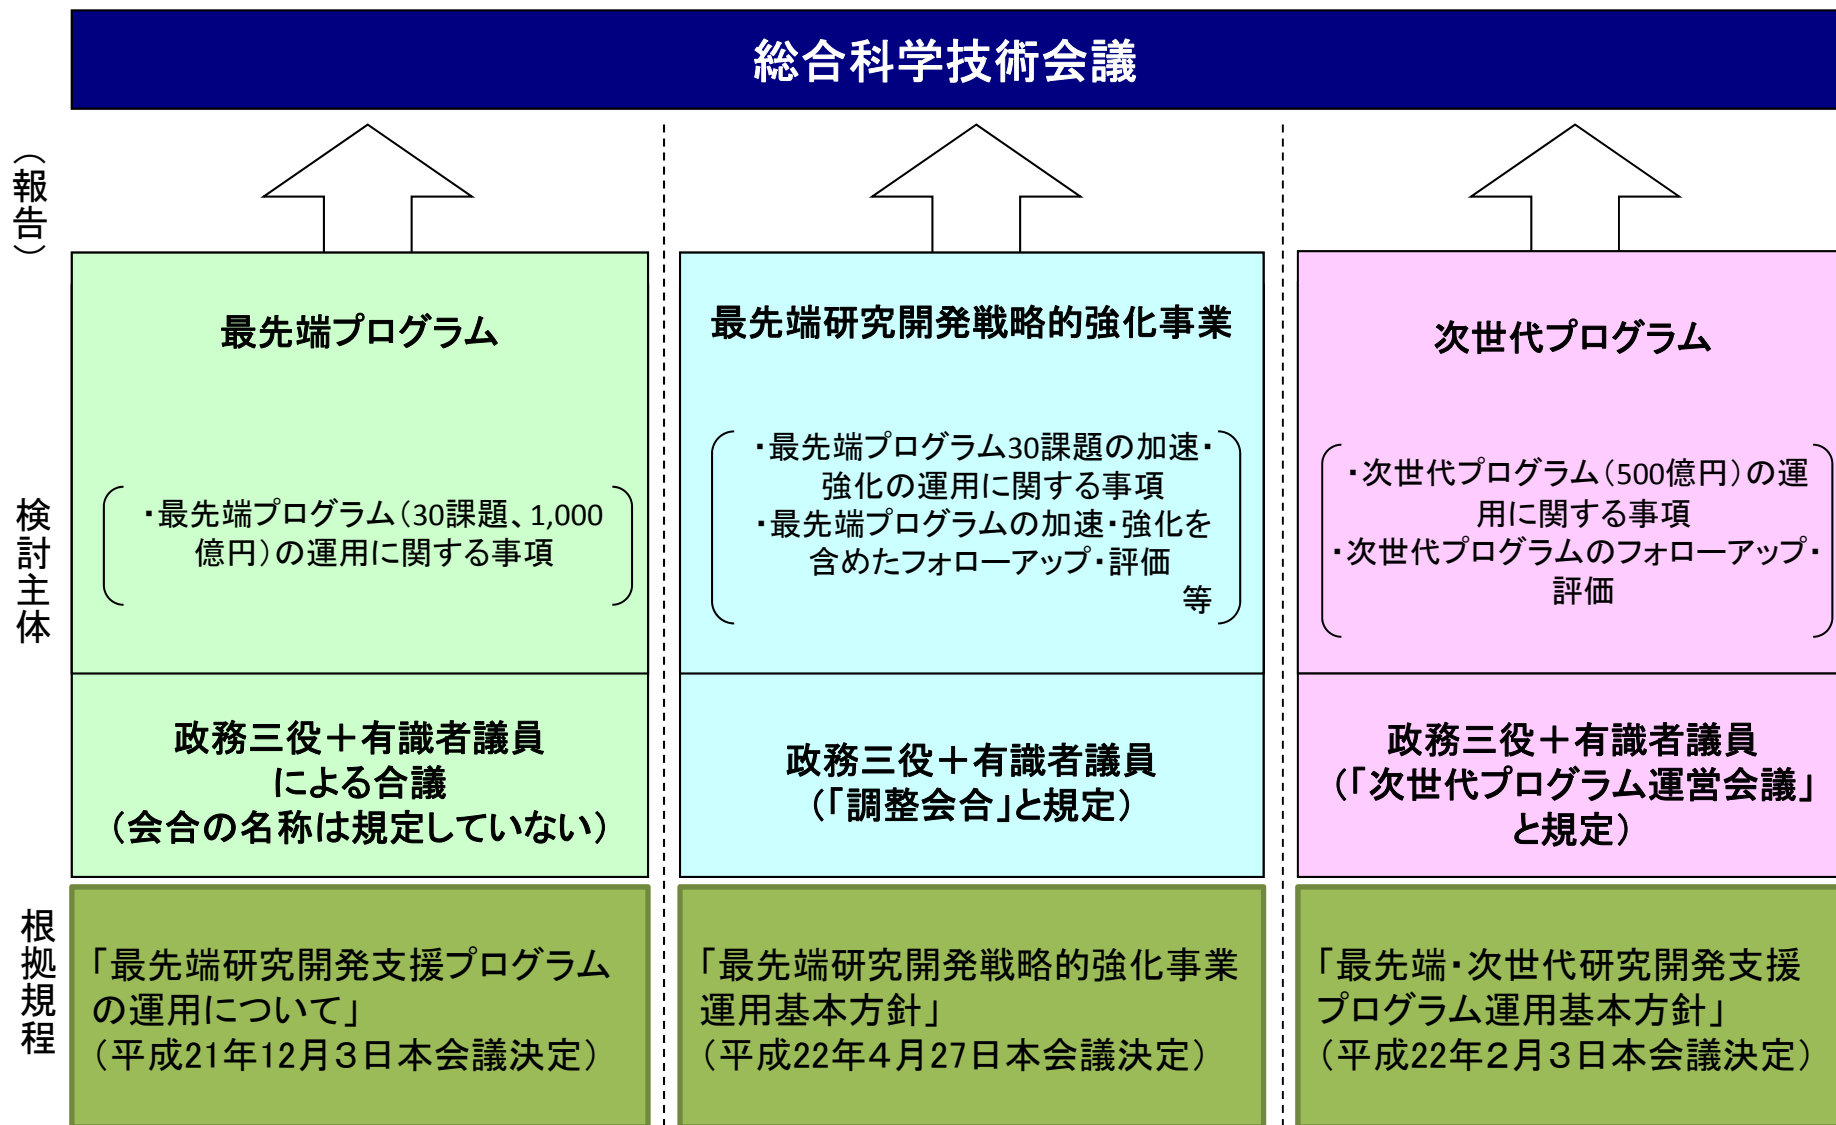 総合科学技術会議
（報告）
最先端プログラム
・最先端プログラム（30課題、1,000
億円）の運用に関する事項
最先端研究開発戦略的強化事業
・最先端プログラム30課題の加速・
強化の運用に関する事項
・最先端プログラムの加速・強化を
含めたフォローアップ・評価
等
次世代プログラム
・次世代プログラム（500億円）の運
用に関する事項
・次世代プログラムのフォローアップ・
評価
検討主体
政務三役＋有識者議員
による合議
（会合の名称は規定していない）
政務三役＋有識者議員
（「調整会合」と規定）
政務三役＋有識者議員
（「次世代プログラム運営会議」
と規定）
根拠規程
「最先端研究開発支援プログラム
の運用について」
（平成21年12月３日本会議決定）
「最先端研究開発戦略的強化事業
運用基本方針」
（平成22年４月27日本会議決定）
「最先端・次世代研究開発支援
プログラム運用基本方針」
（平成22年２月３日本会議決定）